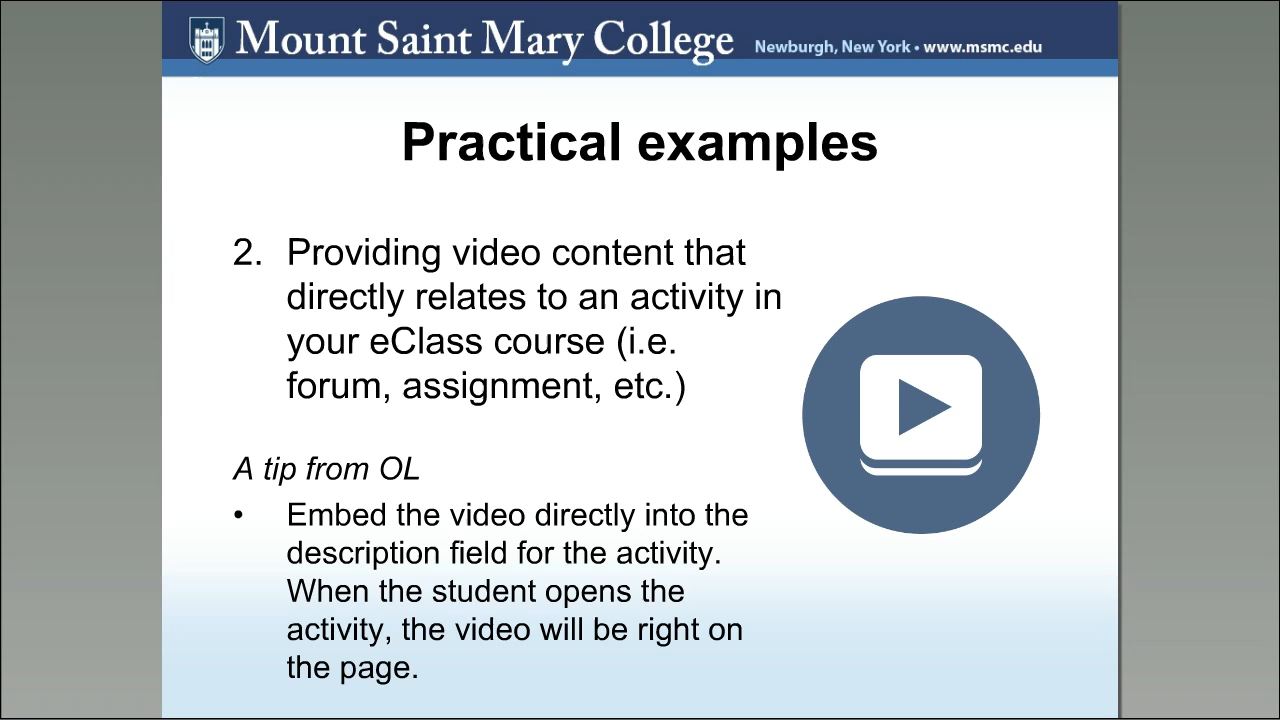 Mount Saint Mary College Newburgh, New York • www.msmc.edu
Practical examples
2. Providing video content that
directly relates to an activity in
your eClass course (i.e.
forum, assignment, etc.)
A tip from OL
• Embed the video directly into the
description field for the activity.
When the student opens the
activity, the video will be right on
the page.